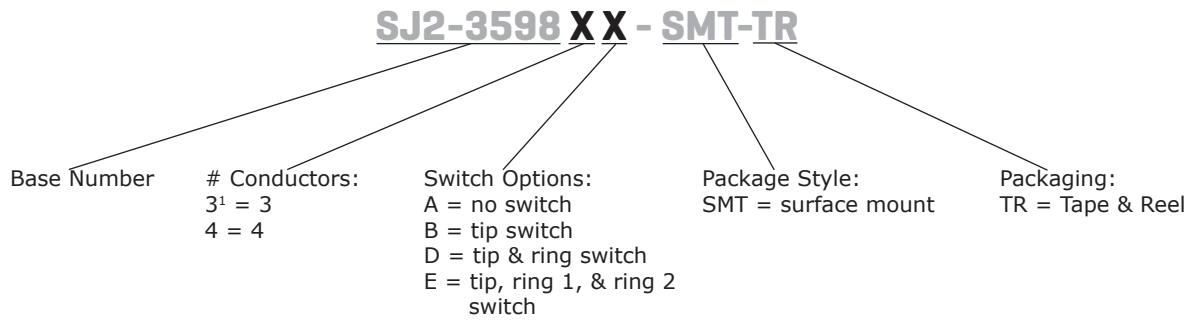 SJ2-3598 X X - SMT-TR
Base Number
# Conductors:
3¹ = 3
4 = 4
Switch Options:
A = no switch
B = tip switch
D = tip & ring switch
E = tip, ring 1, & ring 2
switch
Package Style:
SMT = surface mount
Packaging:
TR = Tape & Reel